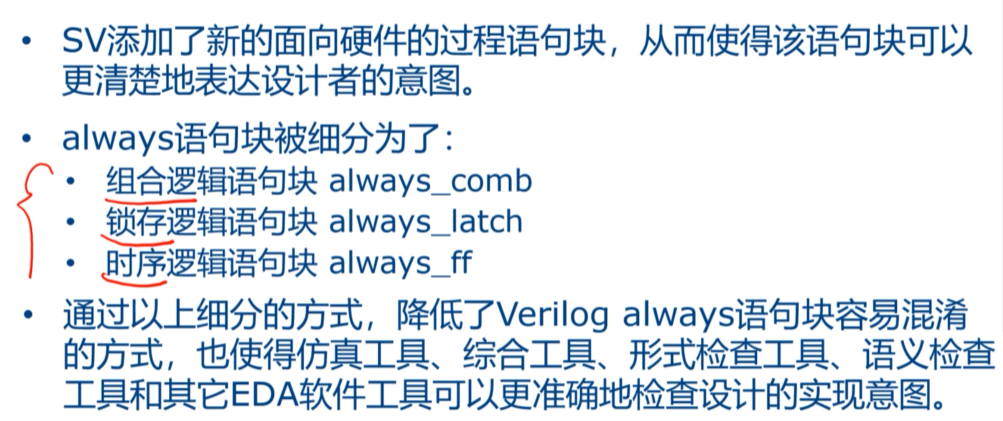 • SV添加了新的面向硬件的过程语句块，从而使得该语句块可以
更清楚地表达设计者的意图。
• always语句块被细分为了：
• 组合逻辑语句块 always_comb
• 锁存逻辑语句块 always_latch
• 时序逻辑语句块 always_ff
• 通过以上细分的方式，降低了Verilog always语句块容易混淆
的方式，也使得仿真工具、综合工具、形式检查工具、语义检查
工具和其它EDA软件工具可以更准确地检查设计的实现意图。